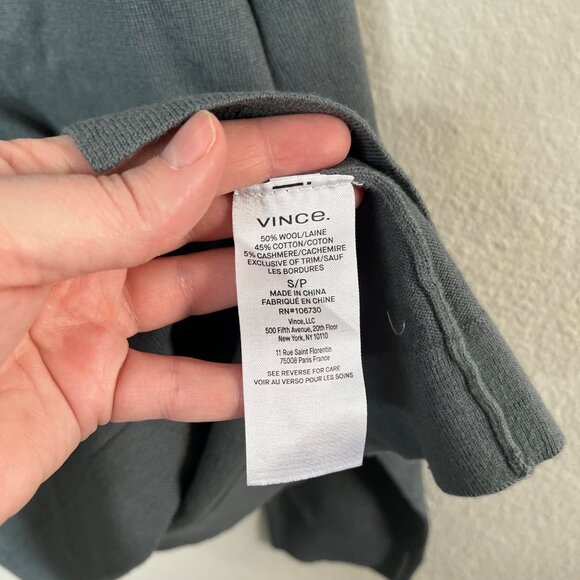 VINCE.
50% WOOL/LAINE
45% COTTON/COTON
5% CASHMERE/CACHEMIRE
EXCLUSIVE OF TRIM/SAUF
LES BORDURES
S/P
MADE IN CHINA
FABRIQUÉ EN CHINE
RN#106730
Vince, LLC
500 Fifth Avenue, 20th Floor
New York, NY 10110
11 Rue Saint Florentin
75008 Paris France
SEE REVERSE FOR CARE
VOIR AU VERSO POUR LES SOINS